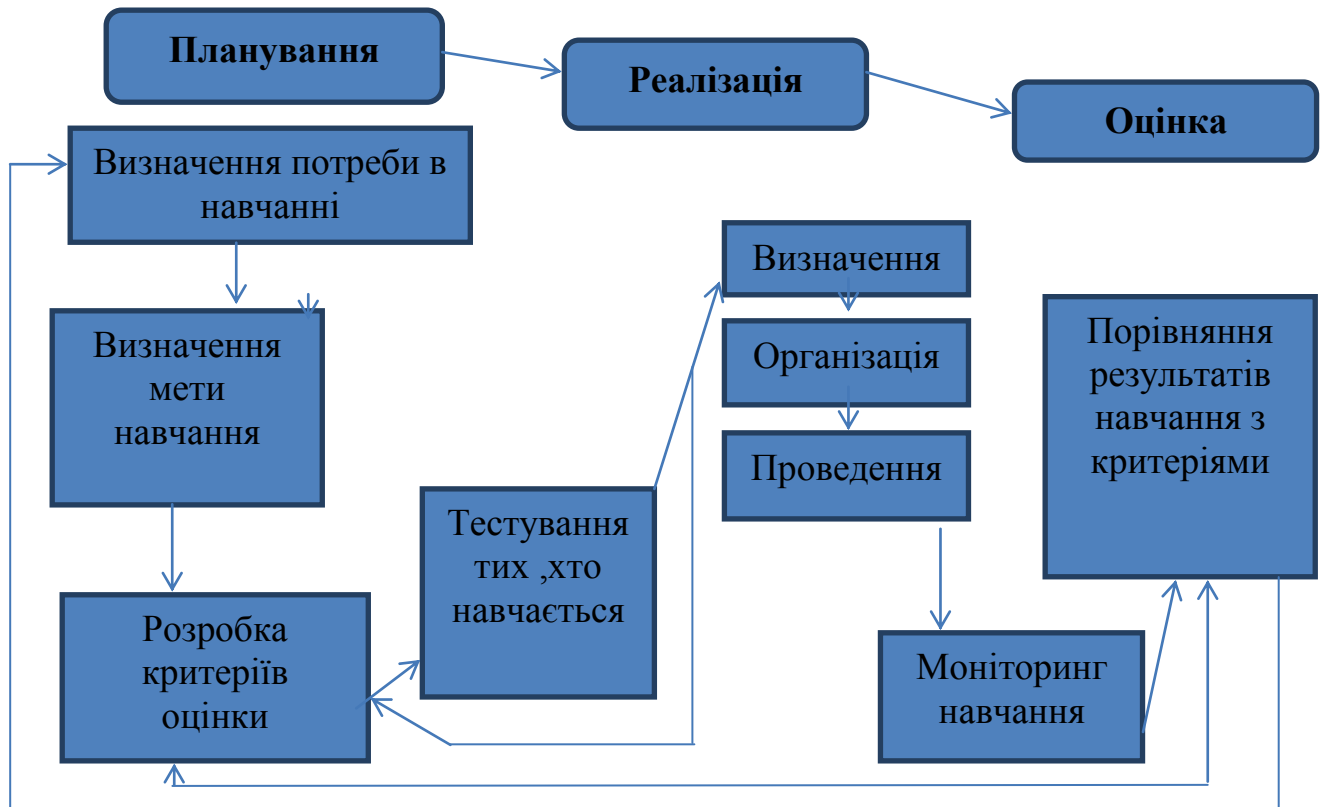 Планування
Реалізація
Оцінка
Визначення потреби в
навчанні
Визначення
мети
навчання
Розробка
критеріїв
оцінки
Тестування
тих ,хто
навчається
Визначення
Організація
Проведення
Моніторинг
навчання
Порівняння
результатів
навчання з
критеріями